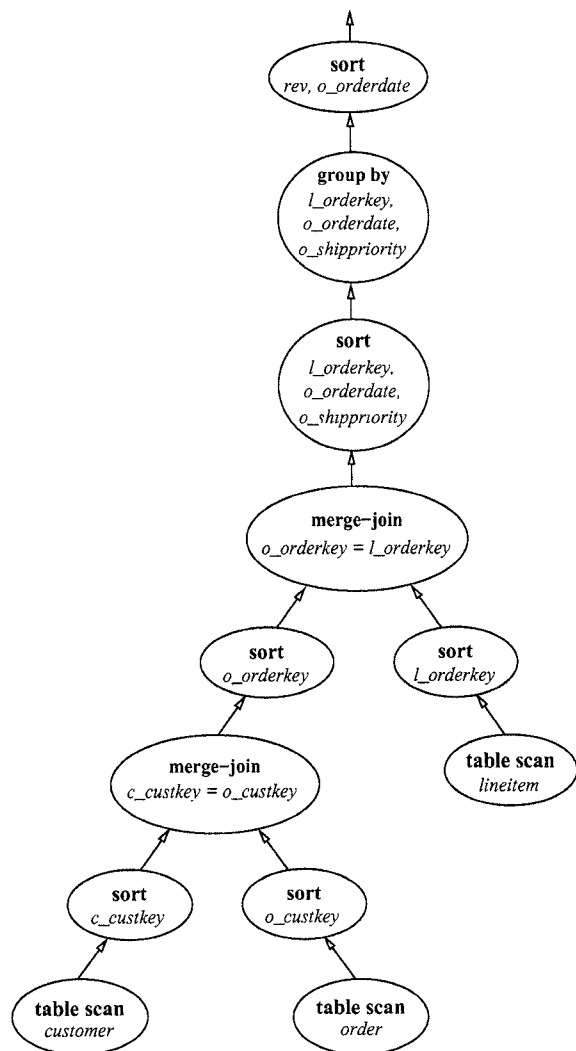 sort
rev, o_orderdate
group by
l_orderkey,
o_orderdate,
o_shippriority
sort
l_orderkey,
o_orderdate,
o_shippriority
merge-join
o_orderkey = l_orderkey
sort
o_orderkey
sort
l_orderkey
merge-join
c_custkey = o_custkey
table scan
lineitem
sort
c_custkey
sort
o_custkey
table scan
customer
table scan
order